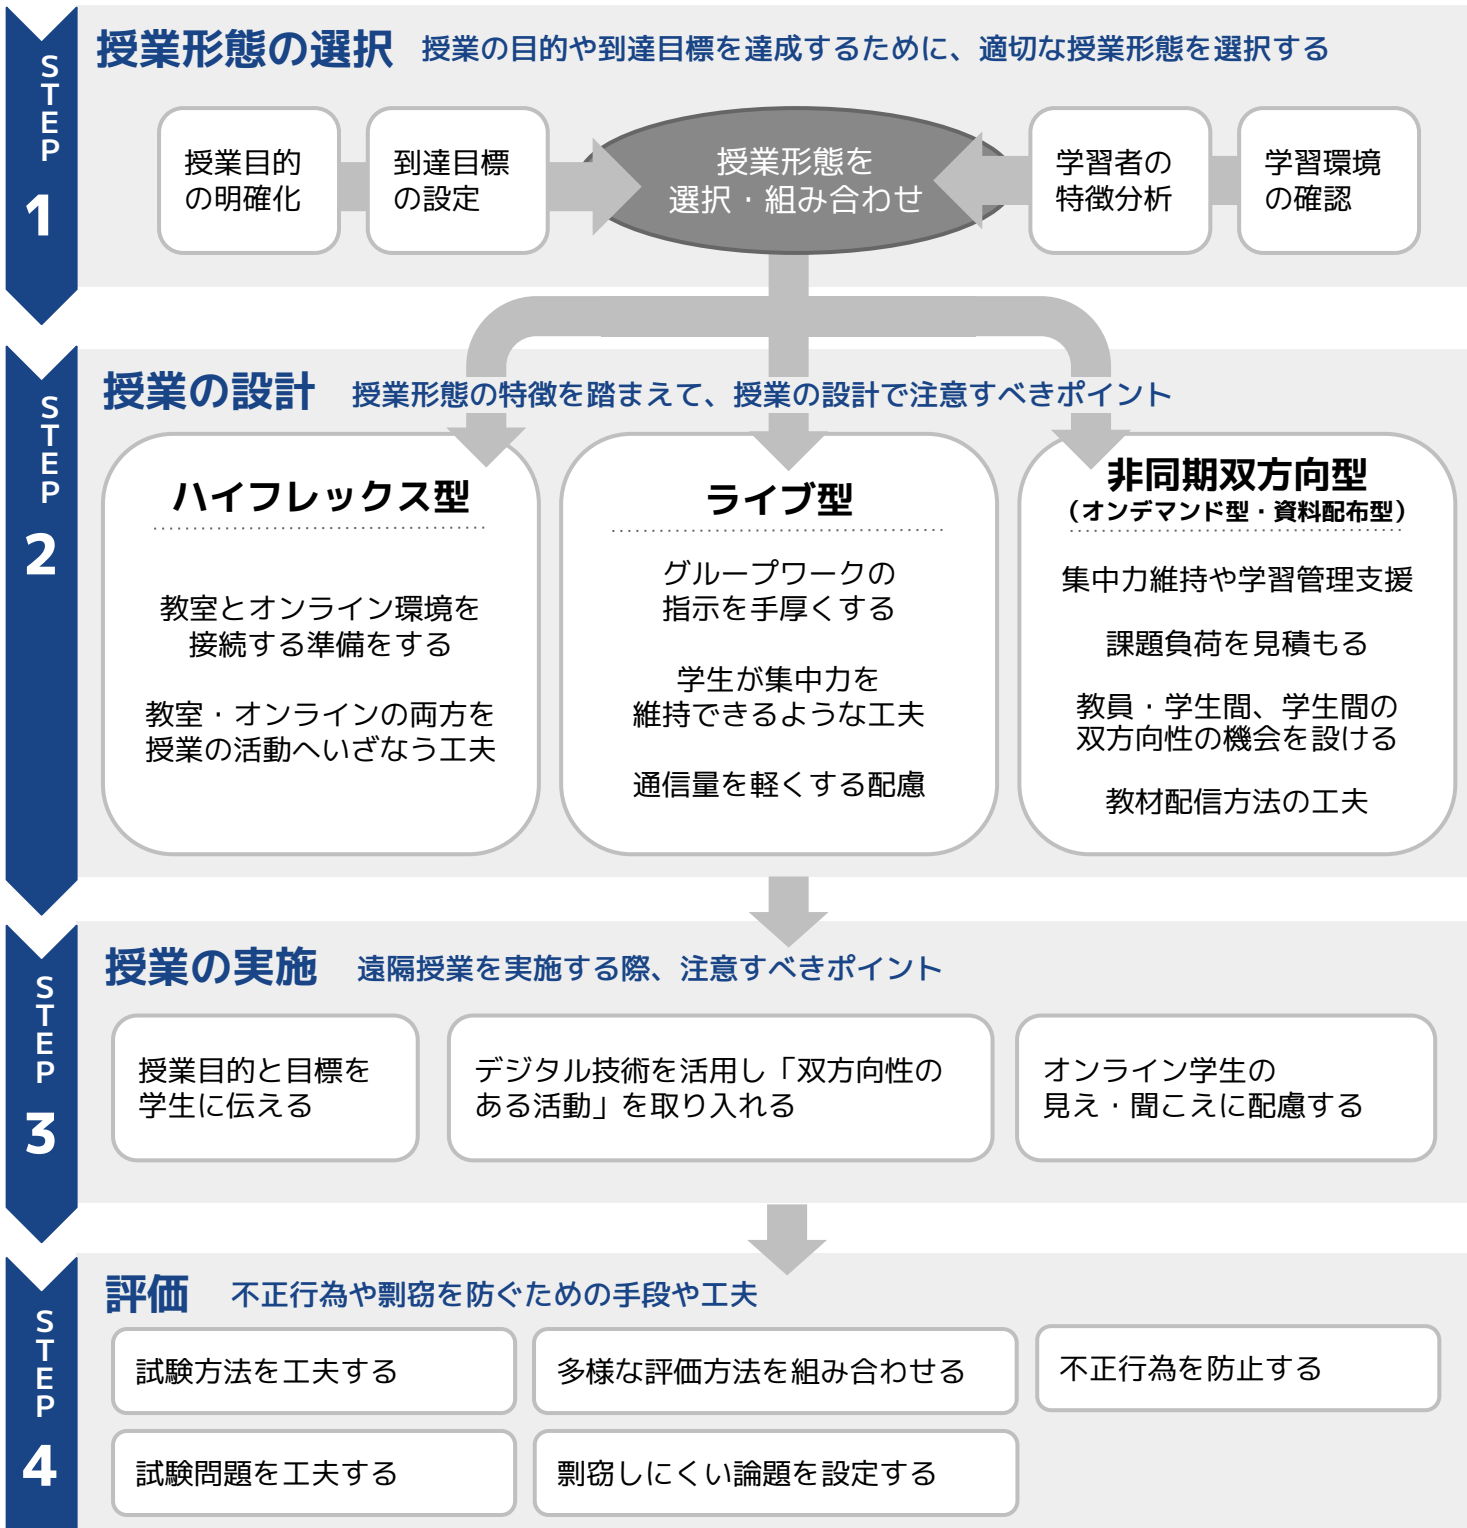 STEP
1
授業形態の選択 授業の目的や到達目標を達成するために、適切な授業形態を選択する
授業目的
の明確化
到達目標
の設定
授業形態を
選択・組み合わせ
学習者の
特徴分析
学習環境
の確認
STEP
2
授業の設計 授業形態の特徴を踏まえて、授業の設計で注意すべきポイント
ハイフレックス型
教室とオンライン環境を
接続する準備をする
教室・オンラインの両方を
授業の活動へいざなう工夫
ライブ型
グループワークの
指示を手厚くする
学生が集中力を
維持できるような工夫
通信量を軽くする配慮
非同期双方向型
（オンデマンド型・資料配布型）
集中力維持や学習管理支援
課題負荷を見積もる
教員・学生間、学生間の
双方向性の機会を設ける
教材配信方法の工夫
STEP
3
授業の実施 遠隔授業を実施する際、注意すべきポイント
授業目的と目標を
学生に伝える
デジタル技術を活用し「双方向性の
ある活動」を取り入れる
オンライン学生の
見え・聞こえに配慮する
STEP
4
評価 不正行為や剽窃を防ぐための手段や工夫
試験方法を工夫する
多様な評価方法を組み合わせる
不正行為を防止する
試験問題を工夫する
剽窃しにくい論題を設定する